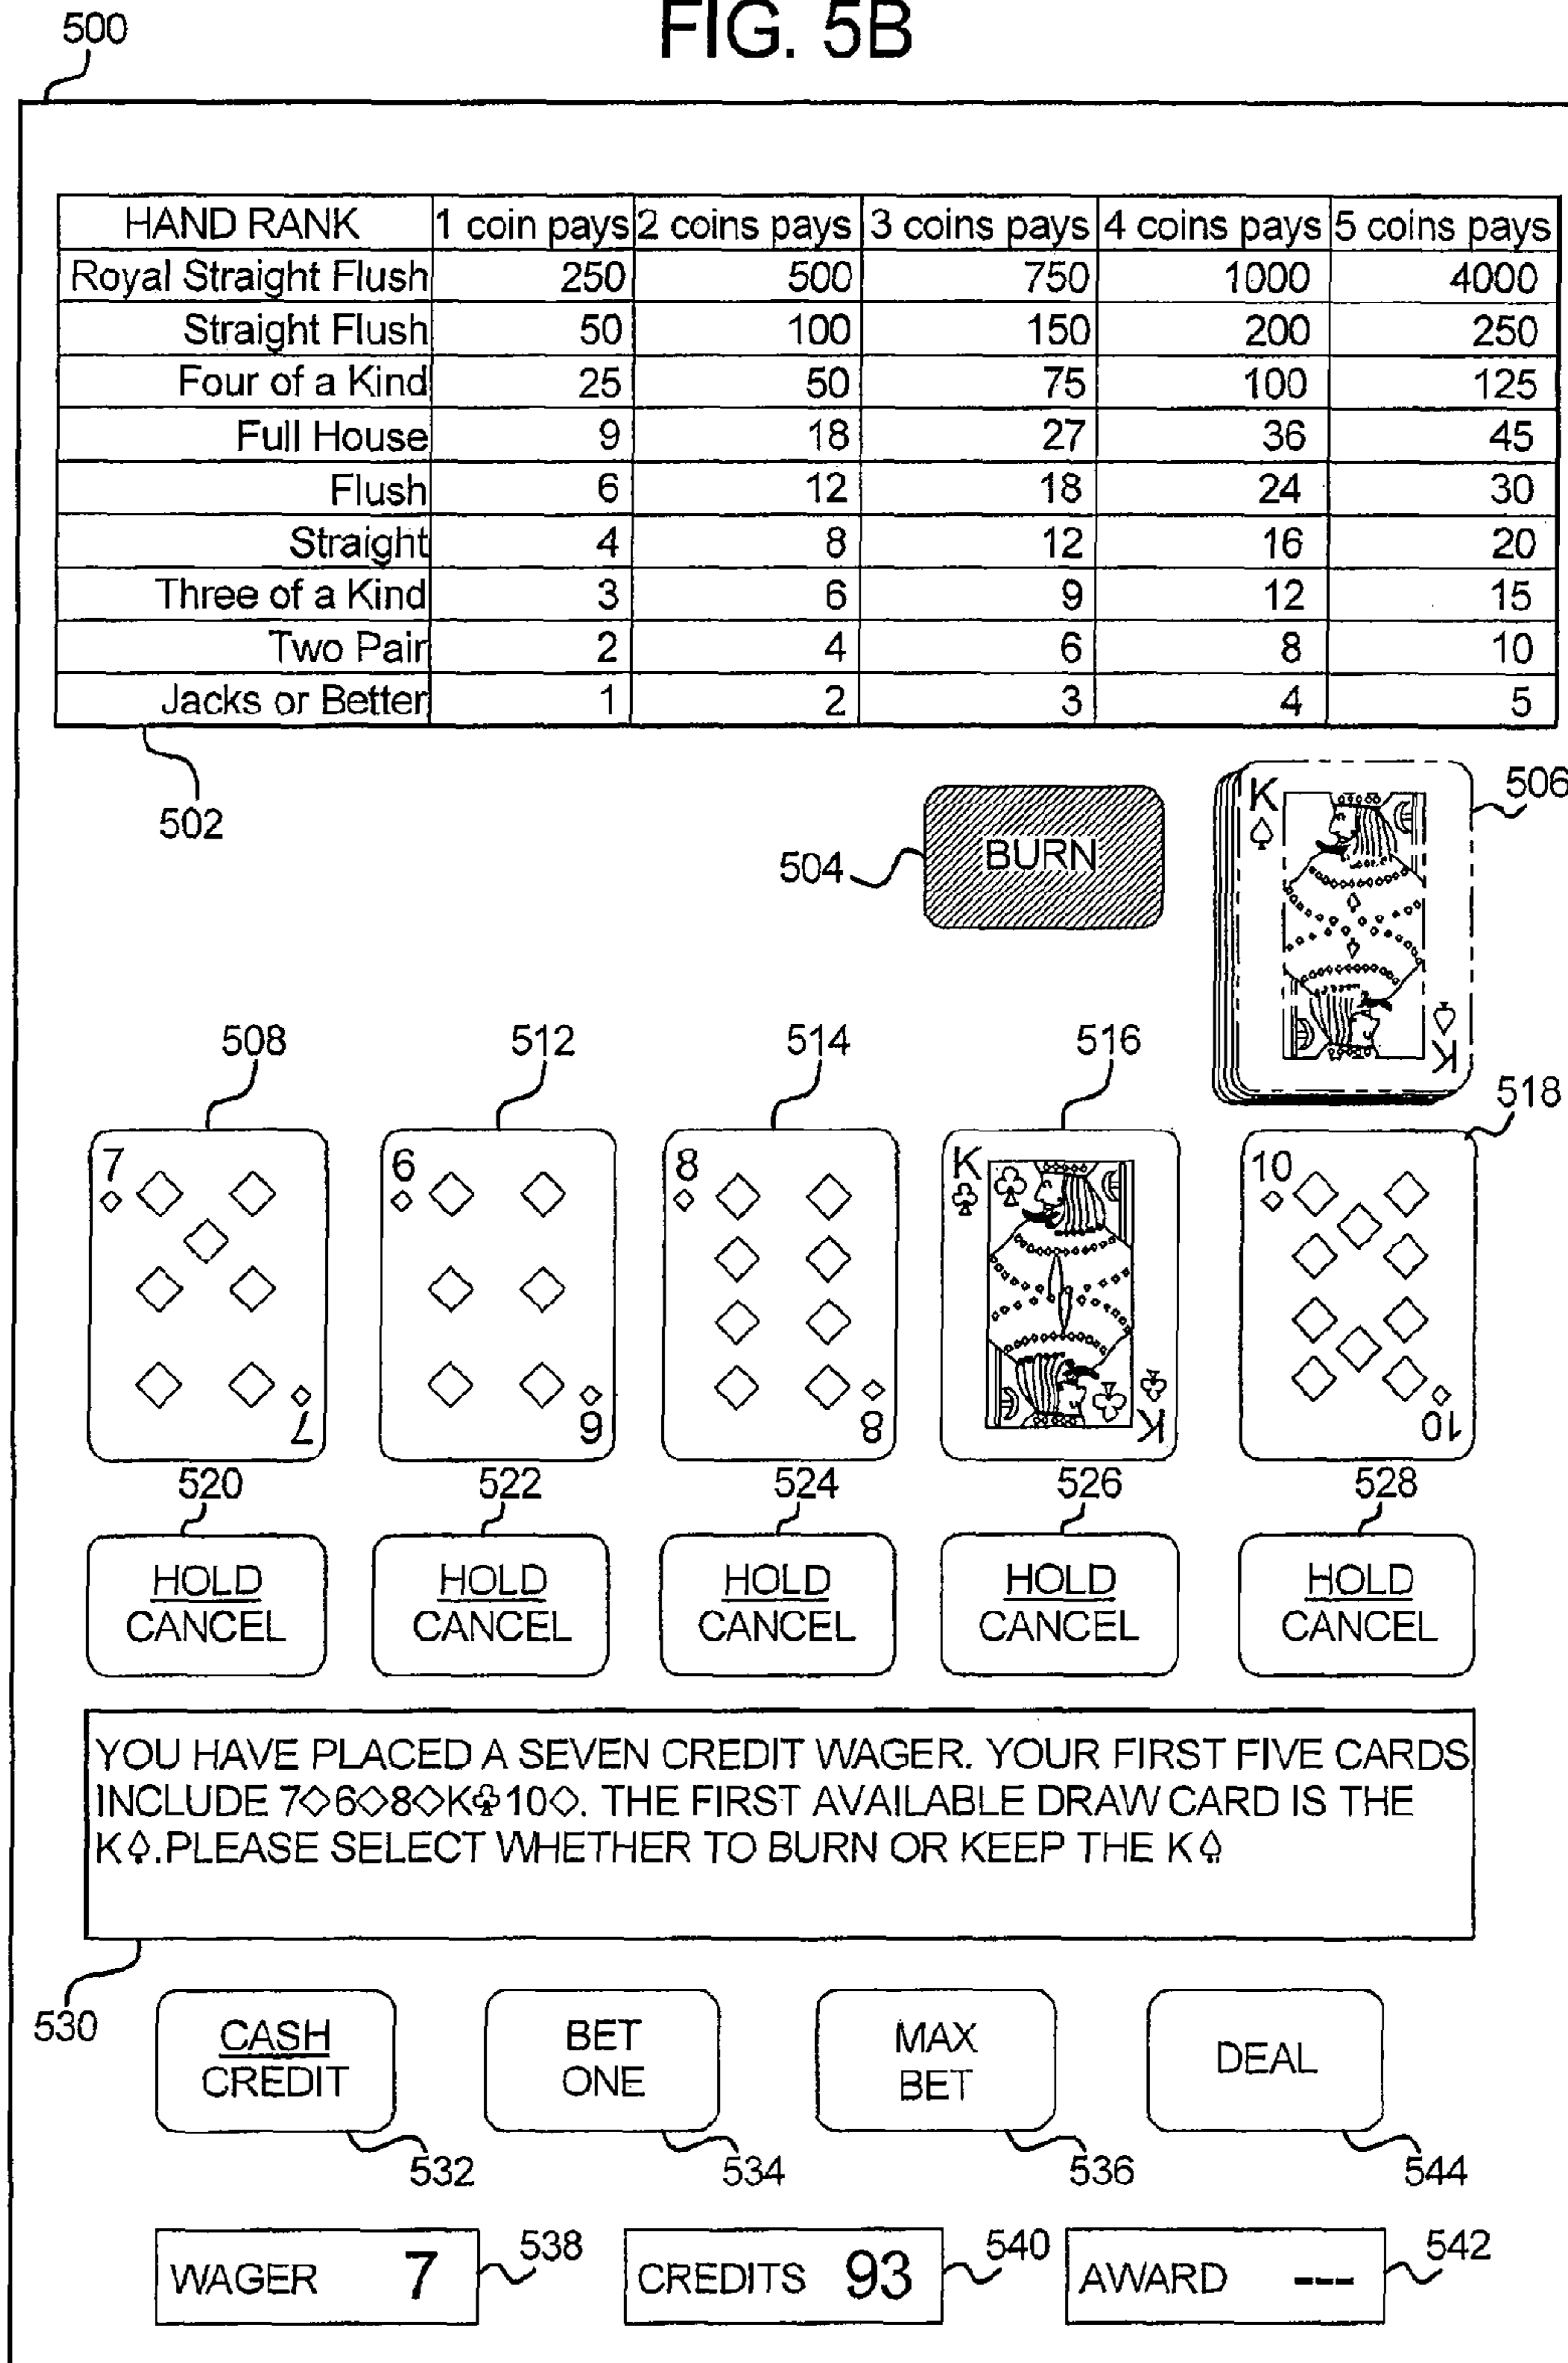 FIG. 5B
500
HAND RANK 1 coin pays 2 coins pays 3 coins pays 4 coins pays 5 coins pays
Royal Straight Flush 250 500 750 1000 4000
Straight Flush 50 100 150 200 250
Four of a Kind 25 50 75 100 125
Full House 9 18 27 36 45
Flush 6 12 18 24 30
Straight 4 8 12 16 20
Three of a Kind 3 6 9 12 15
Two Pair 2 4 6 8 10
Jacks or Better 1 2 3 4 5
502
504
BURN
506
K♤
K♤
508 512 514 516 518
7♢ 6♢ 8♢ K♧ 10♢
7♢ 6♢ 8♢ K♧ 10♢
520 522 524 526 528
HOLD HOLD HOLD HOLD HOLD
CANCEL CANCEL CANCEL CANCEL CANCEL
YOU HAVE PLACED A SEVEN CREDIT WAGER. YOUR FIRST FIVE CARDS
INCLUDE 7♢6♢8♢K♧10♢. THE FIRST AVAILABLE DRAW CARD IS THE
K♤.PLEASE SELECT WHETHER TO BURN OR KEEP THE K♤
530
CASH BET MAX DEAL
CREDIT ONE BET
532 534 536 544
WAGER 7 538 CREDITS 93 540 AWARD --- 542